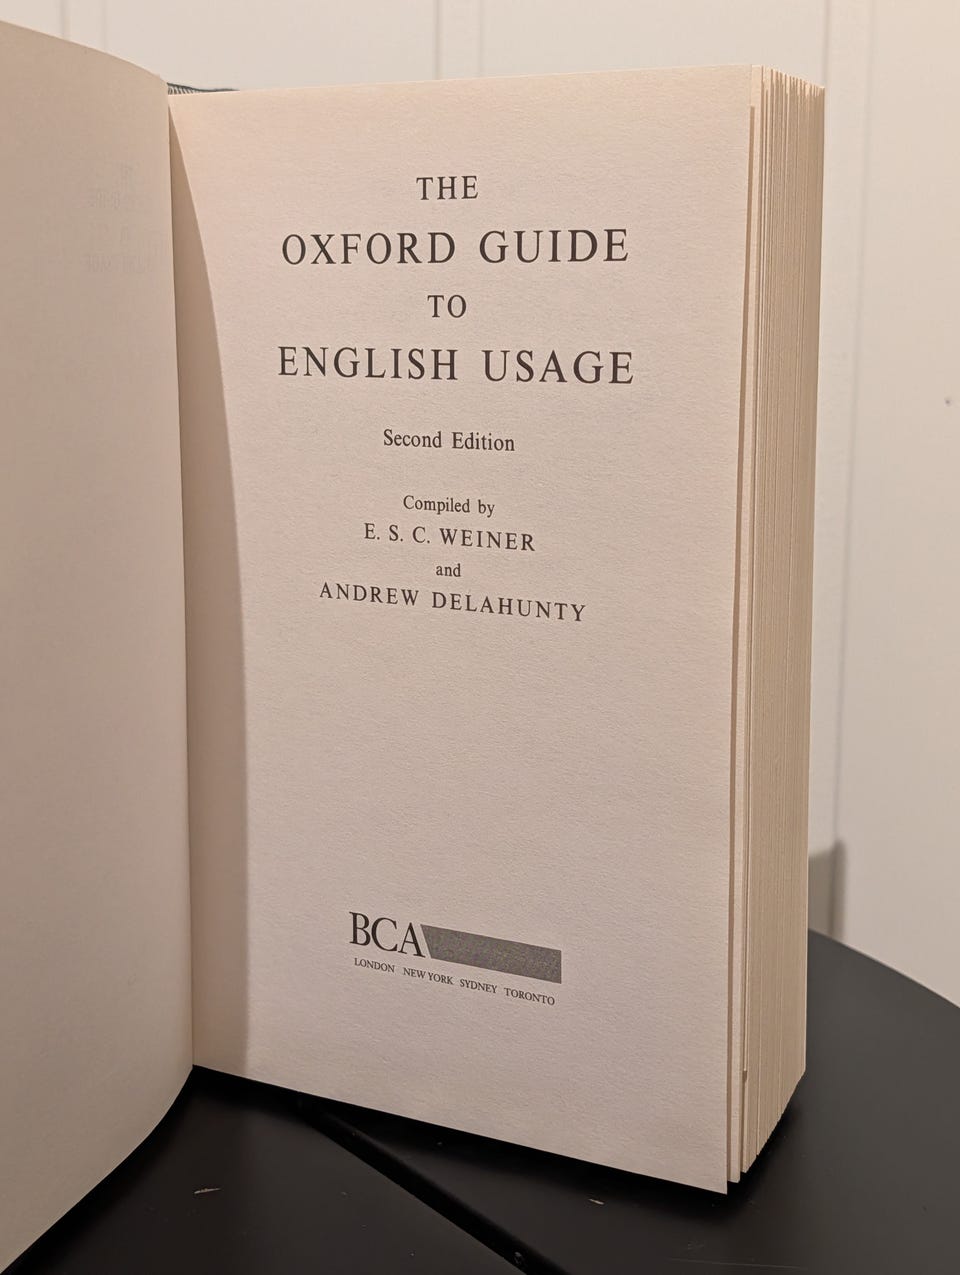 THE
OXFORD GUIDE
TO
ENGLISH USAGE
Second Edition
Compiled by
E. S. C. WEINER
and
ANDREW DELAHUNTY
BCA
LONDON NEW YORK SYDNEY TORONTO